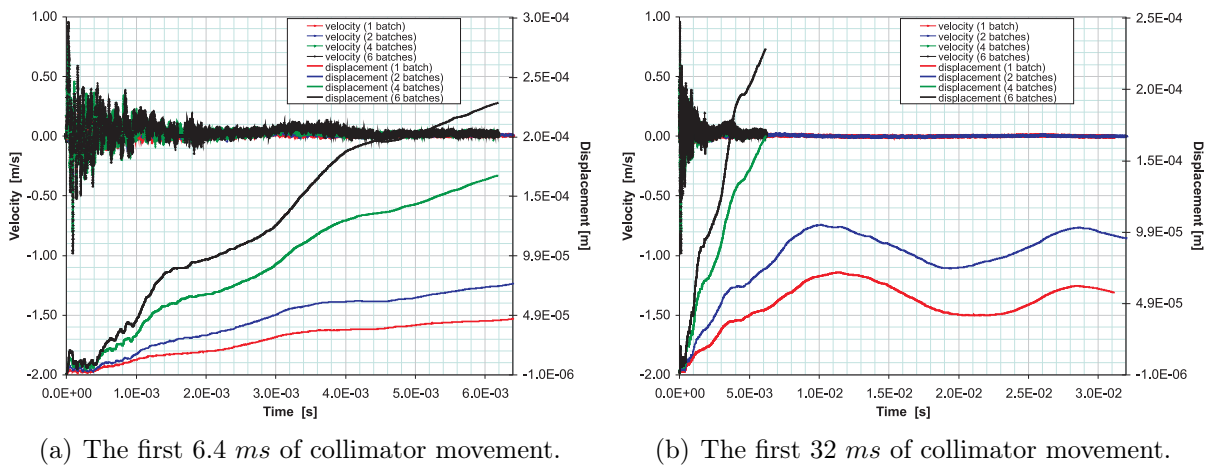 1.00
0.50
0.00
-0.50
-1.00
-1.50
-2.00
Velocity [m/s]
3.0E-04
2.5E-04
2.0E-04
1.5E-04
9.9E-05
4.9E-05
-1.0E-06
Displacement [m]
0.0E+00 1.0E-03 2.0E-03 3.0E-03 4.0E-03 5.0E-03 6.0E-03
Time [s]
velocity (1 batch)
velocity (2 batches)
velocity (4 batches)
velocity (6 batches)
displacement (1 batch)
displacement (2 batches)
displacement (4 batches)
displacement (6 batches)
(a) The first 6.4 ms of collimator movement.
1.00
0.50
0.00
-0.50
-1.00
-1.50
-2.00
Velocity [m/s]
2.5E-04
2.0E-04
1.5E-04
9.9E-05
4.9E-05
-1.0E-06
Displacement [m]
0.0E+00 5.0E-03 1.0E-02 1.5E-02 2.0E-02 2.5E-02 3.0E-02
Time [s]
velocity (1 batch)
velocity (2 batches)
velocity (4 batches)
velocity (6 batches)
displacement (1 batch)
displacement (2 batches)
displacement (4 batches)
displacement (6 batches)
(b) The first 32 ms of collimator movement.